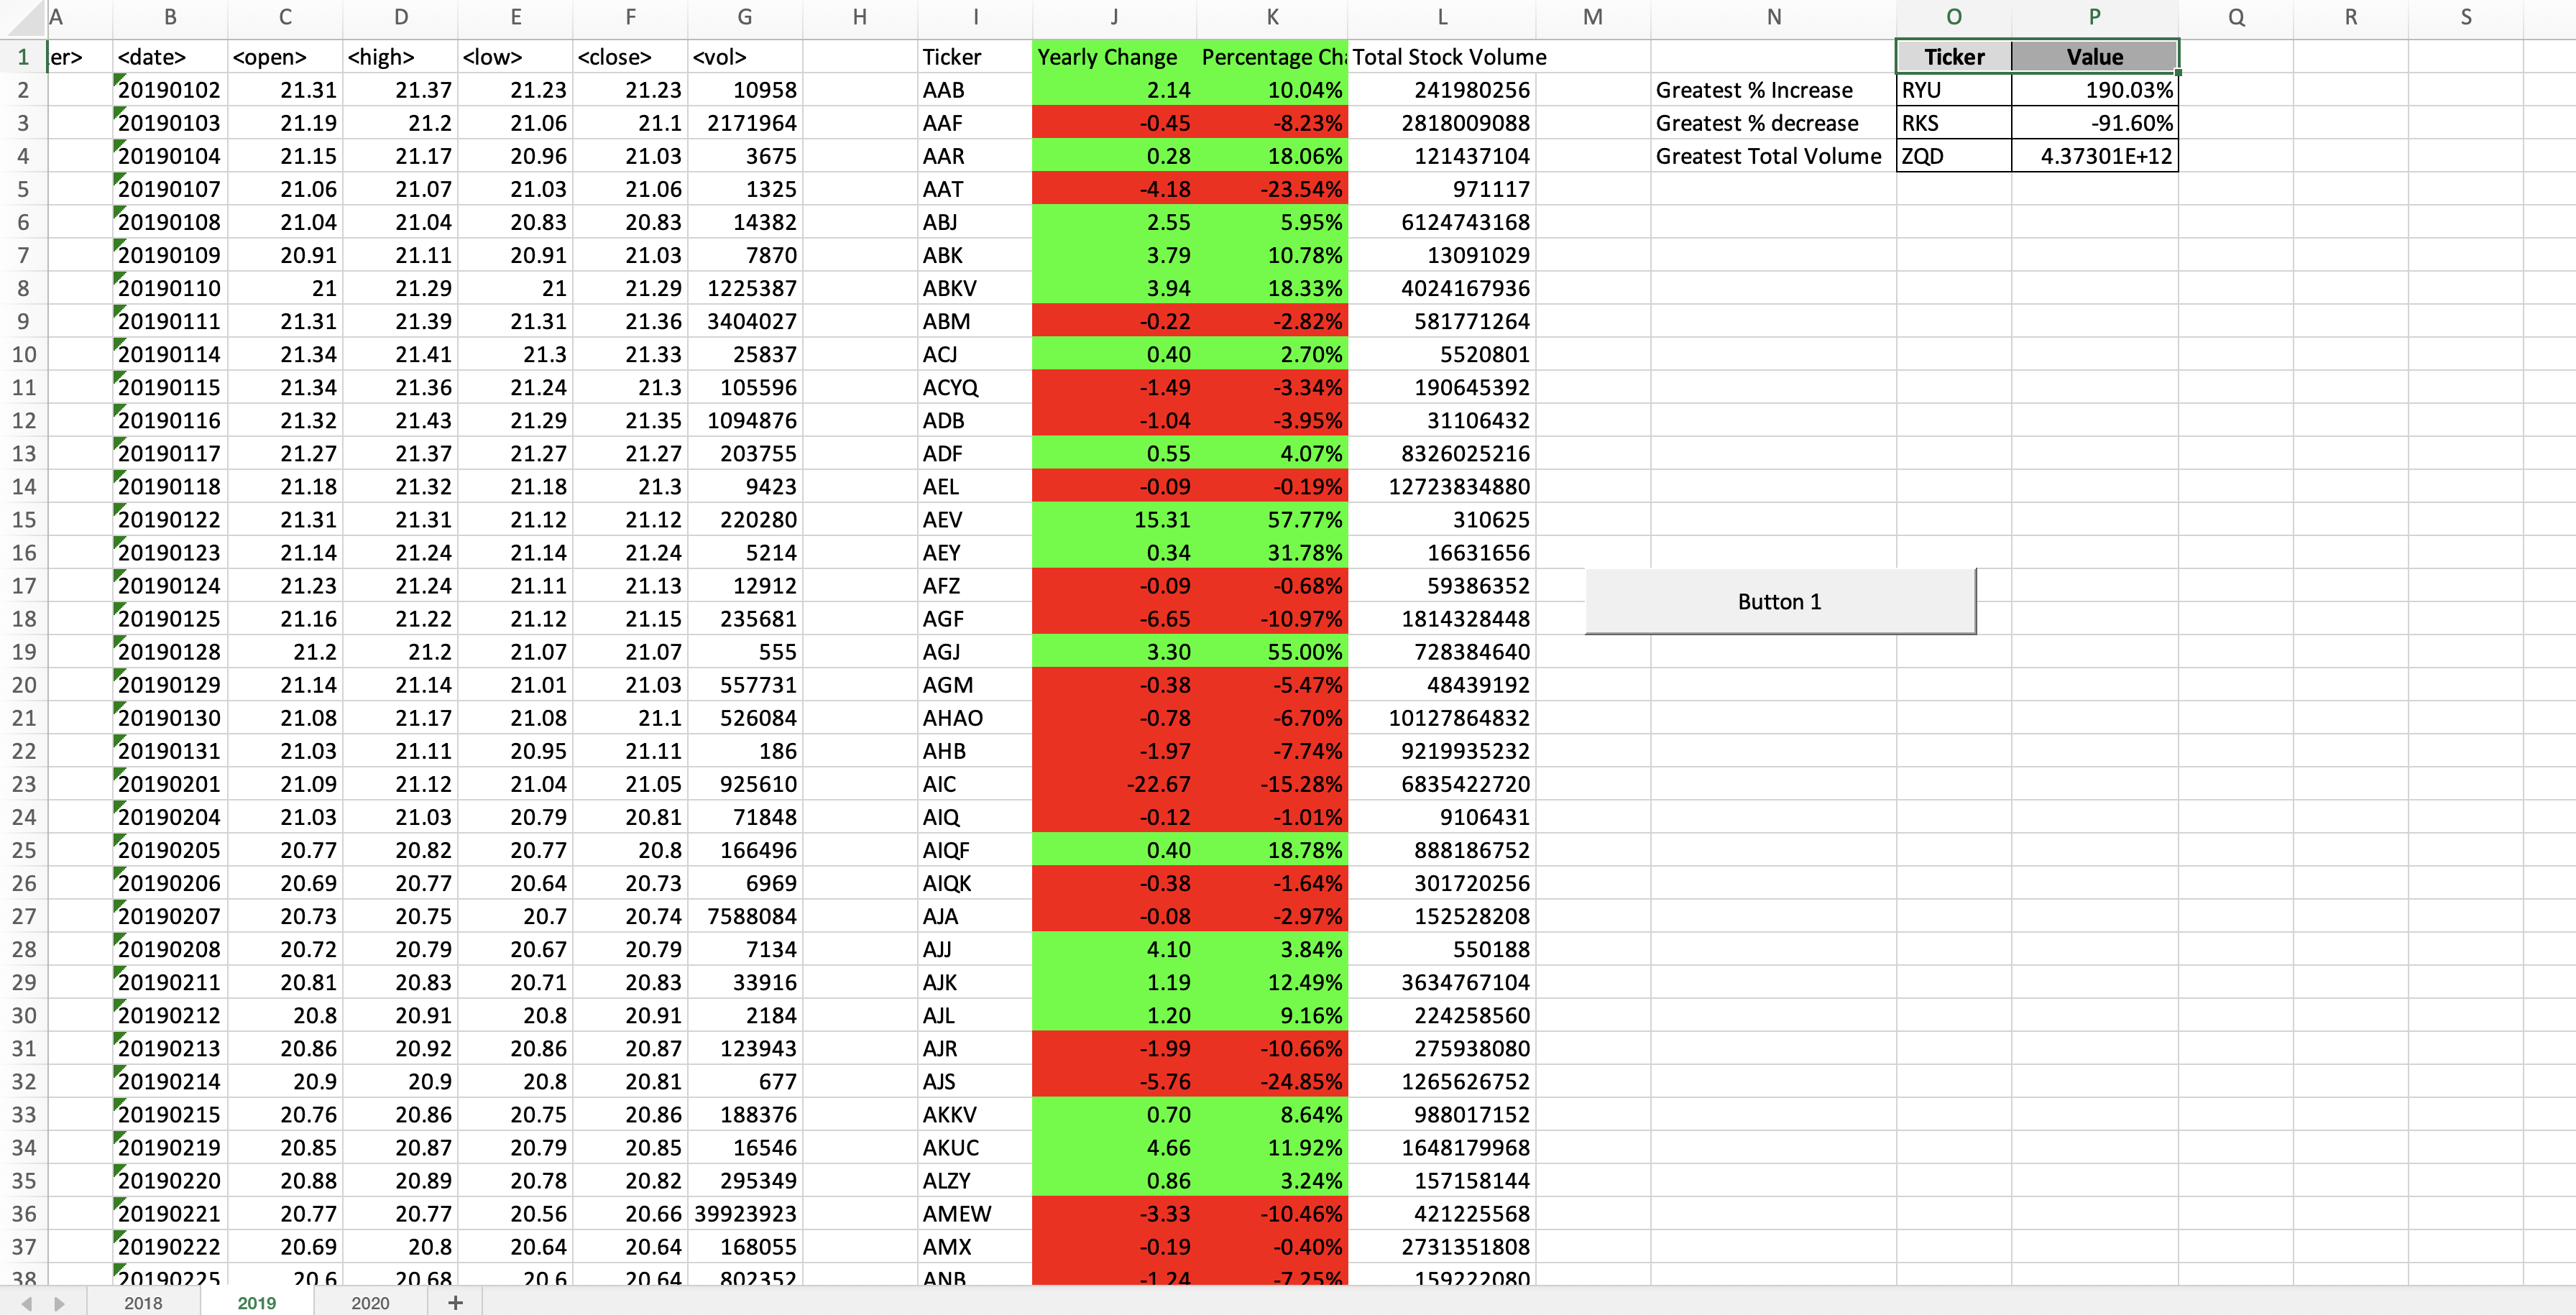 A B C D E F G H I J K L M N O P Q R S
1 er> <date> <open> <high> <low> <close> <vol> Ticker Yearly Change Percentage Ch Total Stock Volume Ticker Value
2 20190102 21.31 21.37 21.23 21.23 10958 AAB 2.14 10.04% 241980256 Greatest % Increase RYU 190.03%
3 20190103 21.19 21.2 21.06 21.1 2171964 AAF -0.45 -8.23% 2818009088 Greatest % decrease RKS -91.60%
4 20190104 21.15 21.17 20.96 21.03 3675 AAR 0.28 18.06% 121437104 Greatest Total Volume ZQD 4.37301E+12
5 20190107 21.06 21.07 21.03 21.06 1325 AAT -4.18 -23.54% 971117
6 20190108 21.04 21.04 20.83 20.83 14382 ABJ 2.55 5.95% 6124743168
7 20190109 20.91 21.11 20.91 21.03 7870 ABK 3.79 10.78% 13091029
8 20190110 21 21.29 21 21.29 1225387 ABKV 3.94 18.33% 4024167936
9 20190111 21.31 21.39 21.31 21.36 3404027 ABM -0.22 -2.82% 581771264
10 20190114 21.34 21.41 21.3 21.33 25837 ACJ 0.40 2.70% 5520801
11 20190115 21.34 21.36 21.24 21.3 105596 ACYQ -1.49 -3.34% 190645392
12 20190116 21.32 21.43 21.29 21.35 1094876 ADB -1.04 -3.95% 31106432
13 20190117 21.27 21.37 21.27 21.27 203755 ADF 0.55 4.07% 8326025216
14 20190118 21.18 21.32 21.18 21.3 9423 AEL -0.09 -0.19% 12723834880
15 20190122 21.31 21.31 21.12 21.12 220280 AEV 15.31 57.77% 310625
16 20190123 21.14 21.24 21.14 21.24 5214 AEY 0.34 31.78% 16631656
17 20190124 21.23 21.24 21.11 21.13 12912 AFZ -0.09 -0.68% 59386352
Button 1
18 20190125 21.16 21.22 21.12 21.15 235681 AGF -6.65 -10.97% 1814328448
19 20190128 21.2 21.2 21.07 21.07 555 AGJ 3.30 55.00% 728384640
20 20190129 21.14 21.14 21.01 21.03 557731 AGM -0.38 -5.47% 48439192
21 20190130 21.08 21.17 21.08 21.1 526084 AHAO -0.78 -6.70% 10127864832
22 20190131 21.03 21.11 20.95 21.11 186 AHB -1.97 -7.74% 9219935232
23 20190201 21.09 21.12 21.04 21.05 925610 AIC -22.67 -15.28% 6835422720
24 20190204 21.03 21.03 20.79 20.81 71848 AIQ -0.12 -1.01% 9106431
25 20190205 20.77 20.82 20.77 20.8 166496 AIQF 0.40 18.78% 888186752
26 20190206 20.69 20.77 20.64 20.73 6969 AIQK -0.38 -1.64% 301720256
27 20190207 20.73 20.75 20.7 20.74 7588084 AJA -0.08 -2.97% 152528208
28 20190208 20.72 20.79 20.67 20.79 7134 AJJ 4.10 3.84% 550188
29 20190211 20.81 20.83 20.71 20.83 33916 AJK 1.19 12.49% 3634767104
30 20190212 20.8 20.91 20.8 20.91 2184 AJL 1.20 9.16% 224258560
31 20190213 20.86 20.92 20.86 20.87 123943 AJR -1.99 -10.66% 275938080
32 20190214 20.9 20.9 20.8 20.81 677 AJS -5.76 -24.85% 1265626752
33 20190215 20.76 20.86 20.75 20.86 188376 AKKV 0.70 8.64% 988017152
34 20190219 20.85 20.87 20.79 20.85 16546 AKUC 4.66 11.92% 1648179968
35 20190220 20.88 20.89 20.78 20.82 295349 ALZY 0.86 3.24% 157158144
36 20190221 20.77 20.77 20.56 20.66 39923923 AMEW -3.33 -10.46% 421225568
37 20190222 20.69 20.8 20.64 20.64 168055 AMX -0.19 -0.40% 2731351808
38 20190225 20.6 20.68 20.6 20.64 802352 ANB -1.24 -7.25% 159222080
2018 2019 2020 +